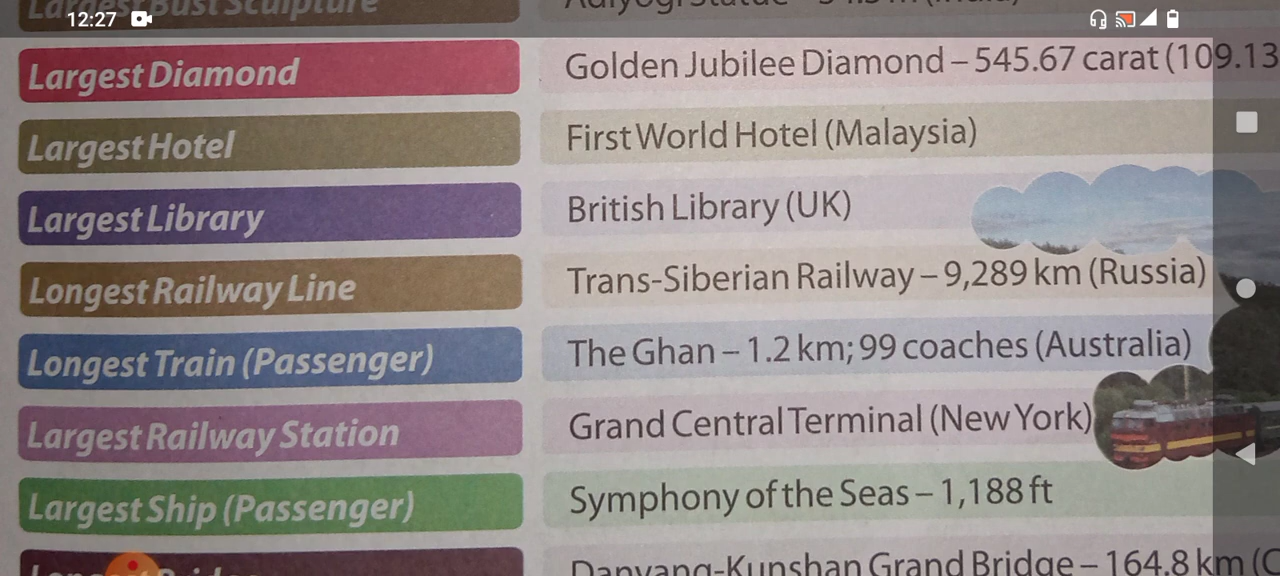 12:27
Largest Bust Sculpture
Largest Diamond Golden Jubilee Diamond – 545.67 carat (109.13
Largest Hotel First World Hotel (Malaysia)
Largest Library British Library (UK)
Longest Railway Line Trans-Siberian Railway – 9,289 km (Russia)
Longest Train (Passenger) The Ghan – 1.2 km; 99 coaches (Australia)
Largest Railway Station Grand Central Terminal (New York)
Largest Ship (Passenger) Symphony of the Seas – 1,188 ft
Danyang-Kunshan Grand Bridge – 164.8 km